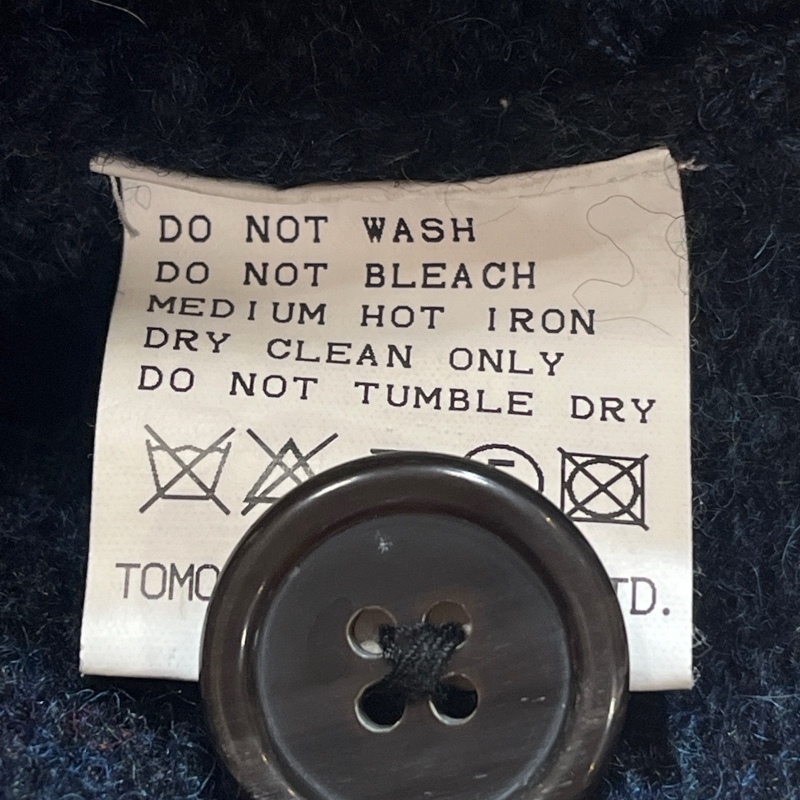 DO NOT WASH
DO NOT BLEACH
MEDIUM HOT IRON
DRY CLEAN ONLY
DO NOT TUMBLE DRY